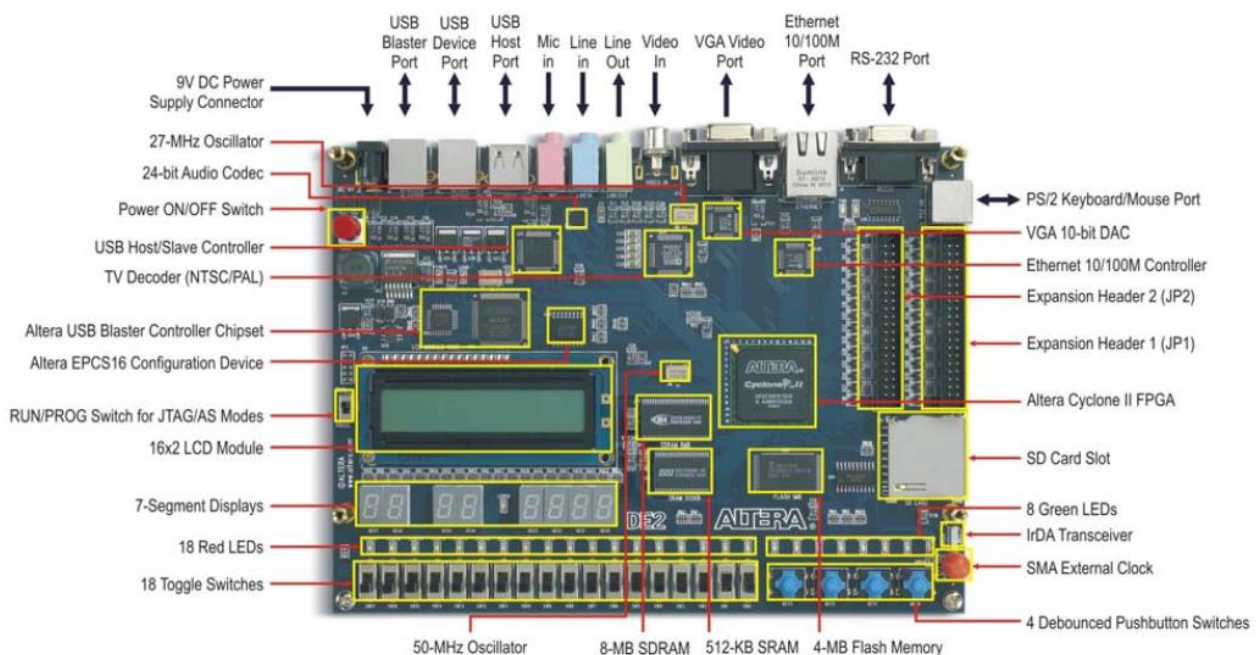 USB
Blaster
Port
USB
Device
Port
USB
Host
Port
Mic
in
Line
in
Line
Out
Video
In
VGA Video
Port
Ethernet
10/100M
Port
RS-232 Port
9V DC Power
Supply Connector
27-MHz Oscillator
24-bit Audio Codec
Power ON/OFF Switch
USB Host/Slave Controller
TV Decoder (NTSC/PAL)
Altera USB Blaster Controller Chipset
Altera EPCS16 Configuration Device
RUN/PROG Switch for JTAG/AS Modes
16x2 LCD Module
7-Segment Displays
18 Red LEDs
18 Toggle Switches
PS/2 Keyboard/Mouse Port
VGA 10-bit DAC
Ethernet 10/100M Controller
Expansion Header 2 (JP2)
Expansion Header 1 (JP1)
Altera Cyclone II FPGA
SD Card Slot
8 Green LEDs
IrDA Transceiver
SMA External Clock
4 Debounced Pushbutton Switches
50-MHz Oscillator
8-MB SDRAM
512-KB SRAM
4-MB Flash Memory
ALTERA
Cyclone II
DE2
ALTERA